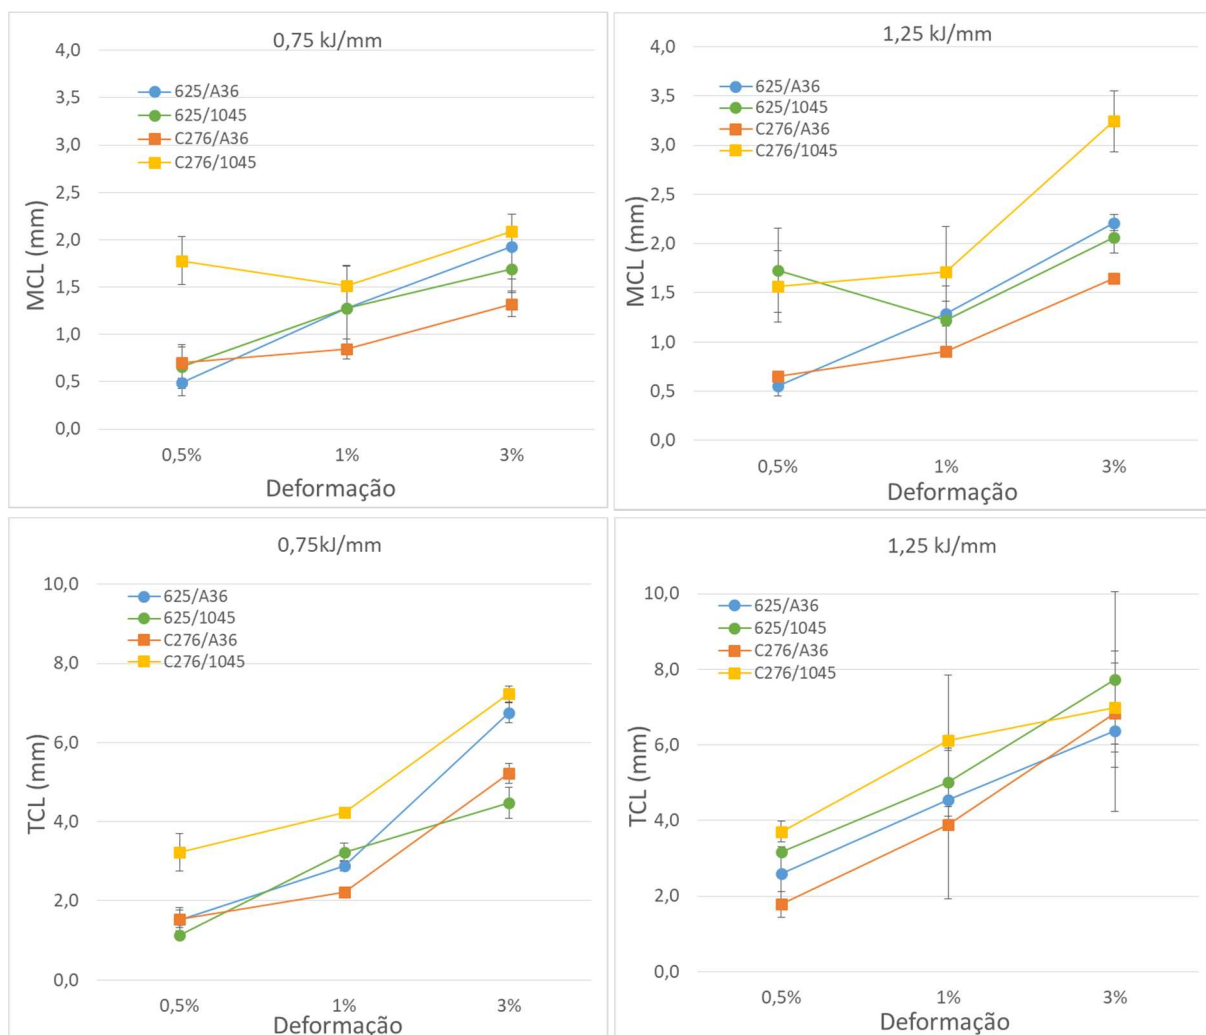 0,75 kJ/mm
4,0
3,5
3,0
2,5
2,0
1,5
1,0
0,5
0,0
MCL (mm)
625/A36
625/1045
C276/A36
C276/1045
0,5% 1% 3%
Deformação
1,25 kJ/mm
4,0
3,5
3,0
2,5
2,0
1,5
1,0
0,5
0,0
MCL (mm)
625/A36
625/1045
C276/A36
C276/1045
0,5% 1% 3%
Deformação
0,75kJ/mm
10,0
8,0
6,0
4,0
2,0
0,0
TCL (mm)
625/A36
625/1045
C276/A36
C276/1045
0,5% 1% 3%
Deformação
1,25 kJ/mm
10,0
8,0
6,0
4,0
2,0
0,0
TCL (mm)
625/A36
625/1045
C276/A36
C276/1045
0,5% 1% 3%
Deformação